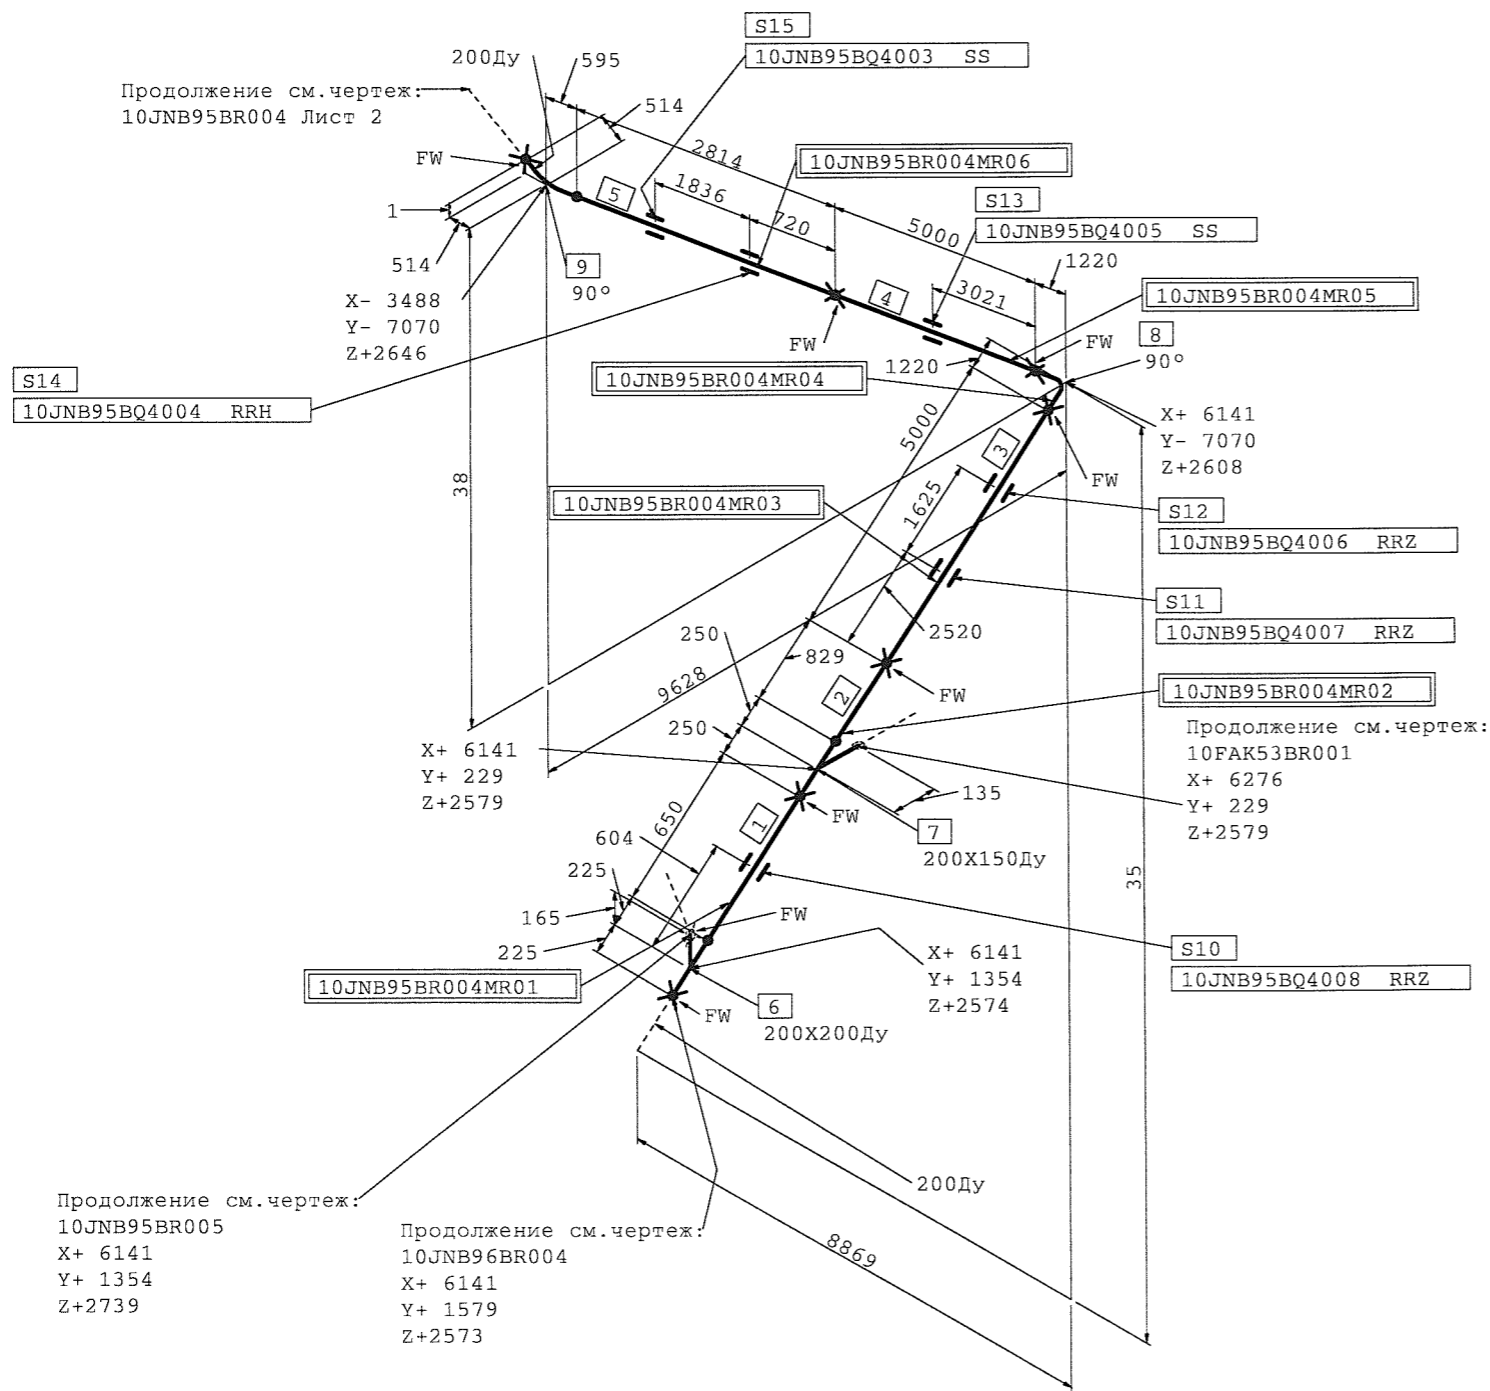 S15
10JNB95BQ4003 SS
200Ду
595
Продолжение см.чертеж:
10JNB95BR004 Лист 2
514
FW
2814
10JNB95BR004MR06
5
1836
720
S13
10JNB95BQ4005 SS
5000
1220
1
514
9
90°
4
3021
10JNB95BR004MR05
X- 3488
Y- 7070
Z+2646
FW
FW
8
90°
S14
10JNB95BQ4004 RRH
10JNB95BR004MR04
1220
X+ 6141
Y- 7070
Z+2608
5000
3
FW
38
10JNB95BR004MR03
1625
S12
10JNB95BQ4006 RRZ
S11
10JNB95BQ4007 RRZ
250
829
2520
9628
2
FW
10JNB95BR004MR02
Продолжение см.чертеж:
10FAK53BR001
X+ 6276
Y+ 229
Z+2579
250
X+ 6141
Y+ 229
Z+2579
135
650
1
FW
7
200X150Ду
604
225
35
165
225
FW
X+ 6141
Y+ 1354
Z+2574
S10
10JNB95BQ4008 RRZ
10JNB95BR004MR01
FW
6
200X200Ду
200Ду
8869
Продолжение см.чертеж:
10JNB95BR005
X+ 6141
Y+ 1354
Z+2739
Продолжение см.чертеж:
10JNB96BR004
X+ 6141
Y+ 1579
Z+2573